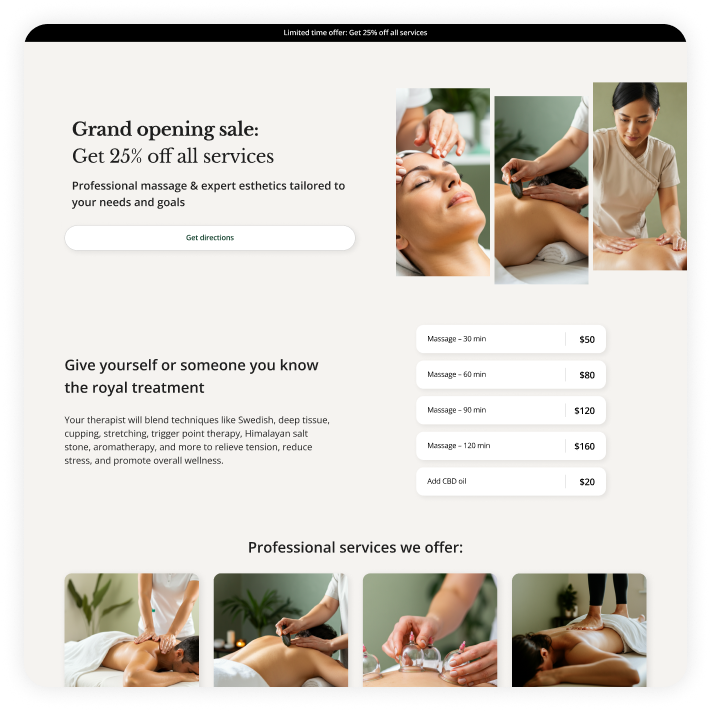 Limited time offer: Get 25% off all services
Grand opening sale:
Get 25% off all services
Professional massage & expert esthetics tailored to
your needs and goals
Get directions
Give yourself or someone you know
the royal treatment
Your therapist will blend techniques like Swedish, deep tissue,
cupping, stretching, trigger point therapy, Himalayan salt
stone, aromatherapy, and more to relieve tension, reduce
stress, and promote overall wellness.
Massage – 30 min $50
Massage – 60 min $80
Massage – 90 min $120
Massage – 120 min $160
Add CBD oil $20
Professional services we offer: